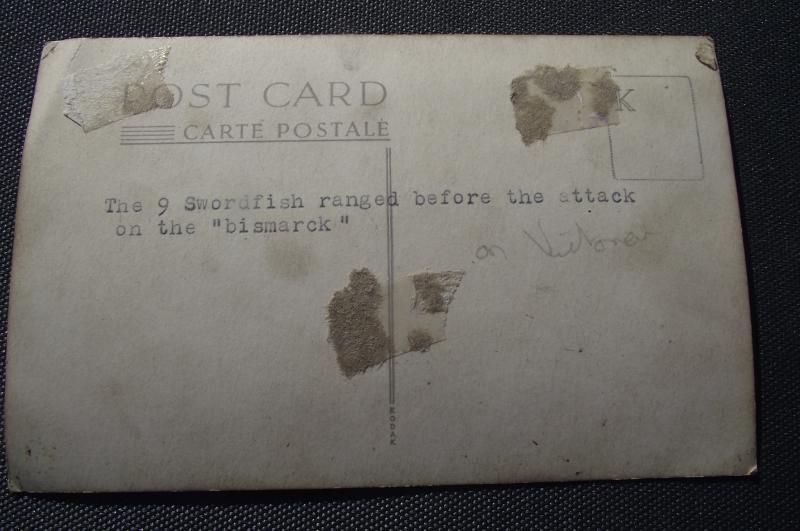 POST CARD
CARTE POSTALE
K
The 9 Swordfish ranged before the attack
on the "bismarck"
on Victorious
KODAK